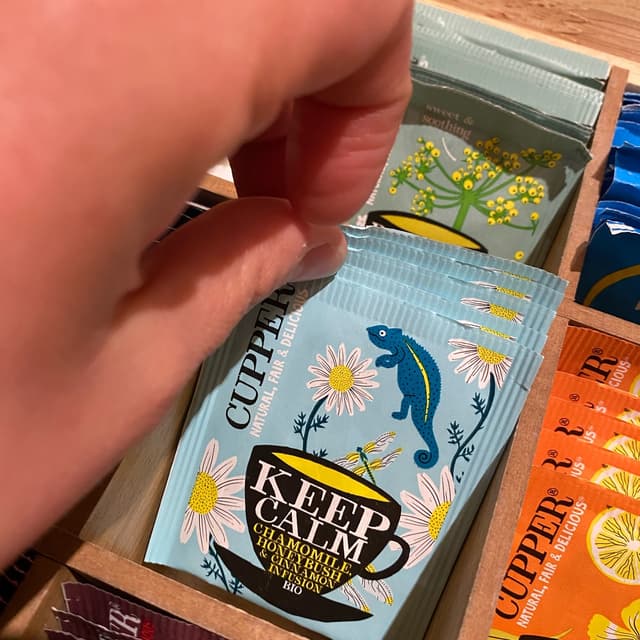 sweet &
soothing
CUPPER
NATURAL, FAIR & DELICIOUS
KEEP
CALM
CHAMOMILE
HONEYBUSH
& CINNAMON
INFUSION
BIO
CUPPER®
NATURAL, FAIR & DELICIOUS®